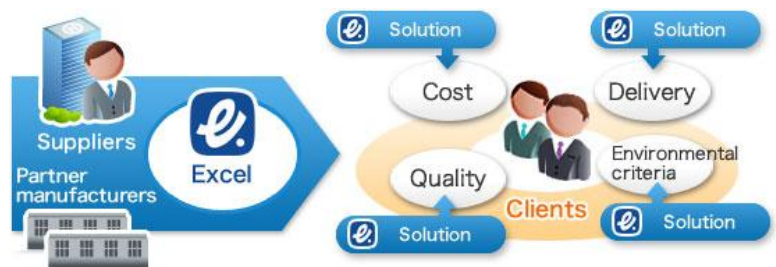 Suppliers
Partner
manufacturers
e.
Excel
e. Solution
Cost
e. Solution
Delivery
Quality
e. Solution
Environmental
criteria
e. Solution
Clients